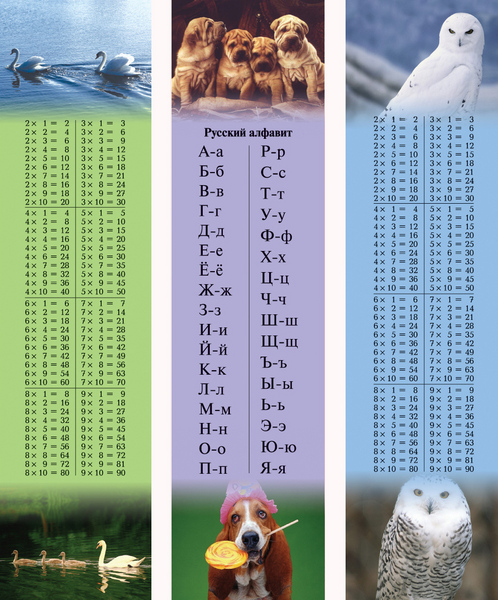 2× 1 = 2 3× 1 = 3
2× 2 = 4 3× 2 = 6
2× 3 = 6 3× 3 = 9
2× 4 = 8 3× 4 = 12
2× 5 = 10 3× 5 = 15
2× 6 = 12 3× 6 = 18
2× 7 = 14 3× 7 = 21
2× 8 = 16 3× 8 = 24
2× 9 = 18 3× 9 = 27
2×10 = 20 3×10 = 30
4× 1 = 4 5× 1 = 5
4× 2 = 8 5× 2 = 10
4× 3 = 12 5× 3 = 15
4× 4 = 16 5× 4 = 20
4× 5 = 20 5× 5 = 25
4× 6 = 24 5× 6 = 30
4× 7 = 28 5× 7 = 35
4× 8 = 32 5× 8 = 40
4× 9 = 36 5× 9 = 45
4×10 = 40 5×10 = 50
6× 1 = 6 7× 1 = 7
6× 2 = 12 7× 2 = 14
6× 3 = 18 7× 3 = 21
6× 4 = 24 7× 4 = 28
6× 5 = 30 7× 5 = 35
6× 6 = 36 7× 6 = 42
6× 7 = 42 7× 7 = 49
6× 8 = 48 7× 8 = 56
6× 9 = 54 7× 9 = 63
6×10 = 60 7×10 = 70
8× 1 = 8 9× 1 = 9
8× 2 = 16 9× 2 = 18
8× 3 = 24 9× 3 = 27
8× 4 = 32 9× 4 = 36
8× 5 = 40 9× 5 = 45
8× 6 = 48 9× 6 = 54
8× 7 = 56 9× 7 = 63
8× 8 = 64 9× 8 = 72
8× 9 = 72 9× 9 = 81
8×10 = 80 9×10 = 90
Русский алфавит
А-а Р-р
Б-б С-с
В-в Т-т
Г-г У-у
Д-д Ф-ф
Е-е Х-х
Ё-ё Ц-ц
Ж-ж Ч-ч
З-з Ш-ш
И-и Щ-щ
Й-й Ъ-ъ
К-к Ы-ы
Л-л Ь-ь
М-м Э-э
Н-н Ю-ю
О-о Я-я
П-п
2× 1 = 2 3× 1 = 3
2× 2 = 4 3× 2 = 6
2× 3 = 6 3× 3 = 9
2× 4 = 8 3× 4 = 12
2× 5 = 10 3× 5 = 15
2× 6 = 12 3× 6 = 18
2× 7 = 14 3× 7 = 21
2× 8 = 16 3× 8 = 24
2× 9 = 18 3× 9 = 27
2×10 = 20 3×10 = 30
4× 1 = 4 5× 1 = 5
4× 2 = 8 5× 2 = 10
4× 3 = 12 5× 3 = 15
4× 4 = 16 5× 4 = 20
4× 5 = 20 5× 5 = 25
4× 6 = 24 5× 6 = 30
4× 7 = 28 5× 7 = 35
4× 8 = 32 5× 8 = 40
4× 9 = 36 5× 9 = 45
4×10 = 40 5×10 = 50
6× 1 = 6 7× 1 = 7
6× 2 = 12 7× 2 = 14
6× 3 = 18 7× 3 = 21
6× 4 = 24 7× 4 = 28
6× 5 = 30 7× 5 = 35
6× 6 = 36 7× 6 = 42
6× 7 = 42 7× 7 = 49
6× 8 = 48 7× 8 = 56
6× 9 = 54 7× 9 = 63
6×10 = 60 7×10 = 70
8× 1 = 8 9× 1 = 9
8× 2 = 16 9× 2 = 18
8× 3 = 24 9× 3 = 27
8× 4 = 32 9× 4 = 36
8× 5 = 40 9× 5 = 45
8× 6 = 48 9× 6 = 54
8× 7 = 56 9× 7 = 63
8× 8 = 64 9× 8 = 72
8× 9 = 72 9× 9 = 81
8×10 = 80 9×10 = 90